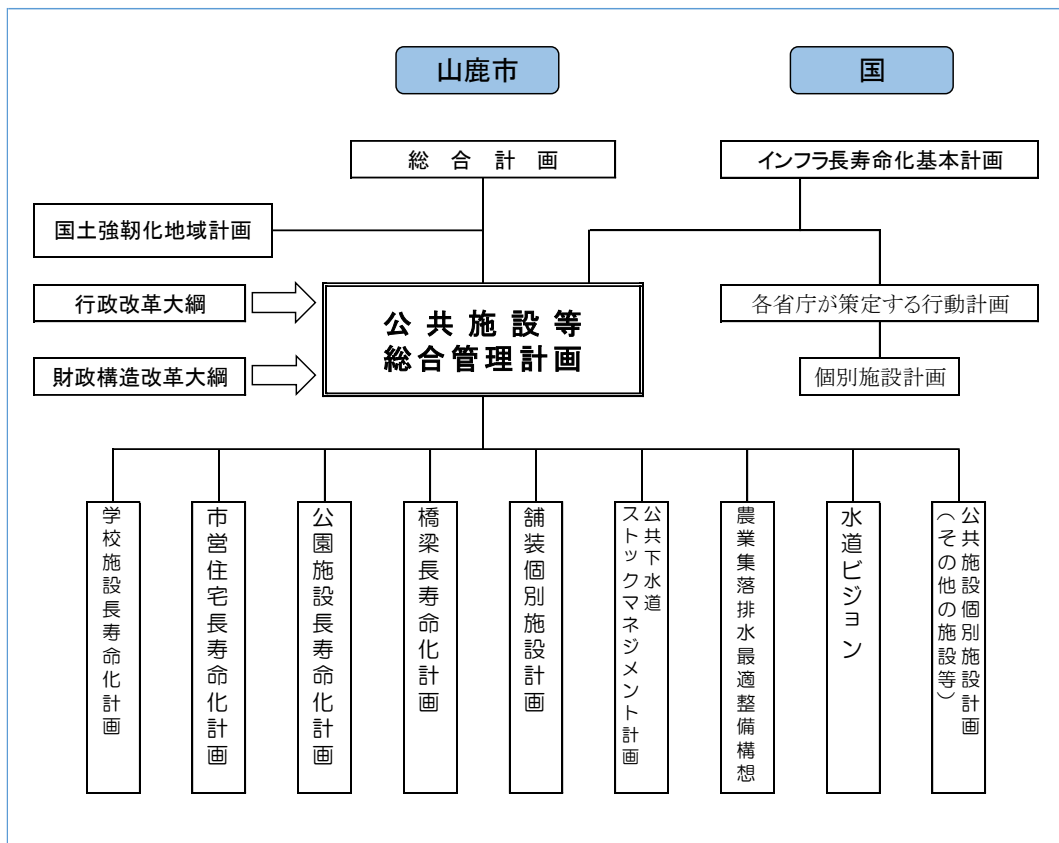 山鹿市
国
総合計画
インフラ長寿命化基本計画
国土強靭化地域計画
行政改革大綱
公共施設等
総合管理計画
各省庁が策定する行動計画
財政構造改革大綱
個別施設計画
学校施設長寿命化計画
市営住宅長寿命化計画
公園施設長寿命化計画
橋梁長寿命化計画
舗装個別施設計画
公共下水道
ストックマネジメント計画
農業集落排水最適整備構想
水道ビジョン
公共施設個別施設計画
（その他の施設等）